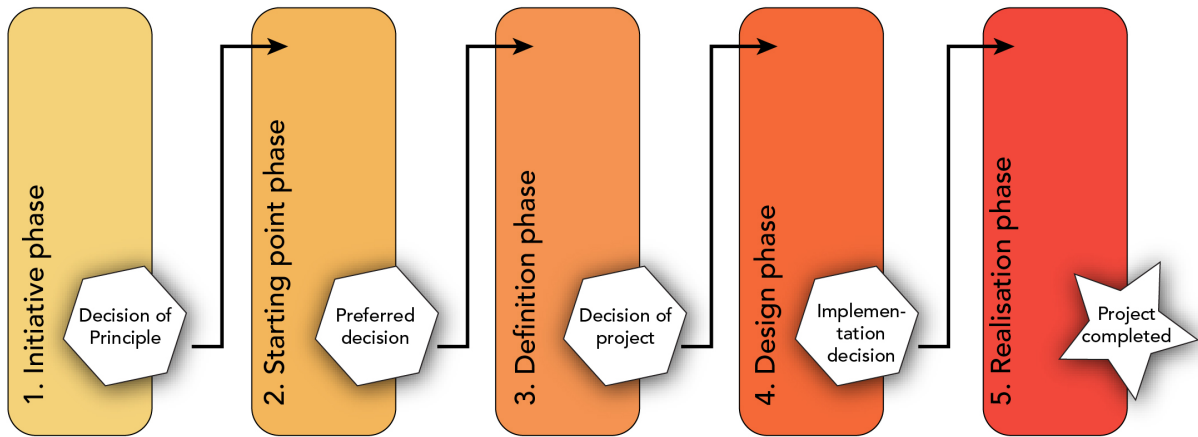 1. Initiative phase
Decision of
Principle
2. Starting point phase
Preferred
decision
3. Definition phase
Decision of
project
4. Design phase
Implemen-
tation
decision
5. Realisation phase
Project
completed